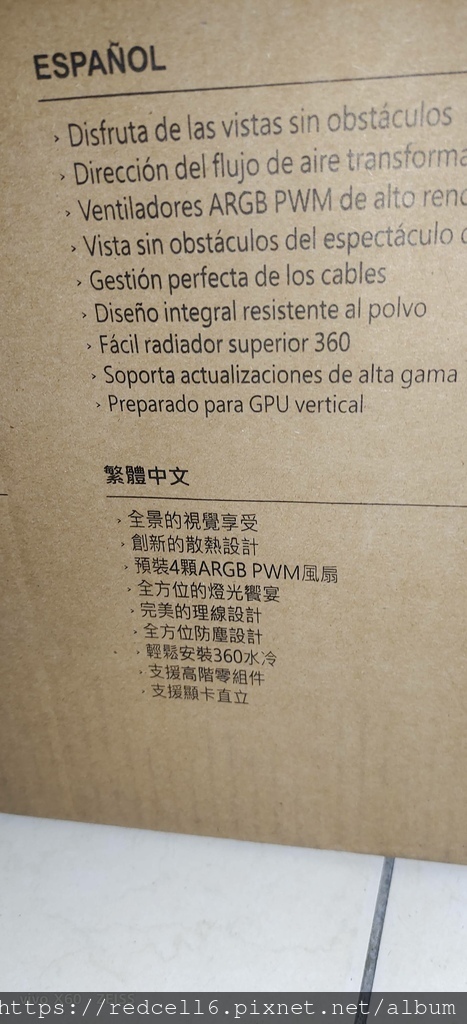 ESPAÑOL
› Disfruta de las vistas sin obstáculos
› Dirección del flujo de aire
› Ventiladores ARGB PWM de alto
› Vista sin obstáculos del espectáculo
› Gestión perfecta de los cables
› Diseño integral resistente al polvo
› Fácil radiador superior 360
› Soporta actualizaciones de alta gama
› Preparado para GPU vertical
繁體中文
› 全景的視覺享受
› 創新的散熱設計
› 預裝4顆ARGB PWM風扇
› 全方位的燈光饗宴
› 完美的理線設計
› 全方位防塵設計
› 輕鬆安裝360水冷
› 支援高階零組件
› 支援顯卡直立
vivo X60 ZEISS
https://redcell6.pixnet.net/album